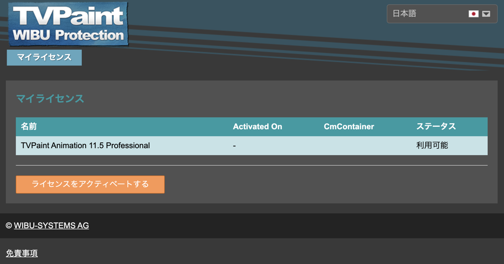 TVPaint
WIBU Protection
日本語
マイライセンス
マイライセンス
名前 Activated On CmContainer ステータス
TVPaint Animation 11.5 Professional - 利用可能
ライセンスをアクティベートする
© WIBU-SYSTEMS AG
免責事項